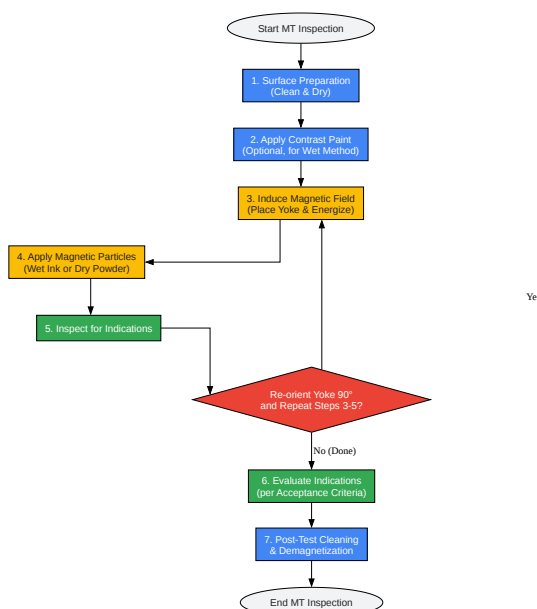 Start MT Inspection
1. Surface Preparation
(Clean & Dry)
2. Apply Contrast Paint
(Optional, for Wet Method)
3. Induce Magnetic Field
(Place Yoke & Energize)
4. Apply Magnetic Particles
(Wet Ink or Dry Powder)
Ye
5. Inspect for Indications
Re-orient Yoke 90°
and Repeat Steps 3-5?
No (Done)
6. Evaluate Indications
(per Acceptance Criteria)
7. Post-Test Cleaning
& Demagnetization
End MT Inspection